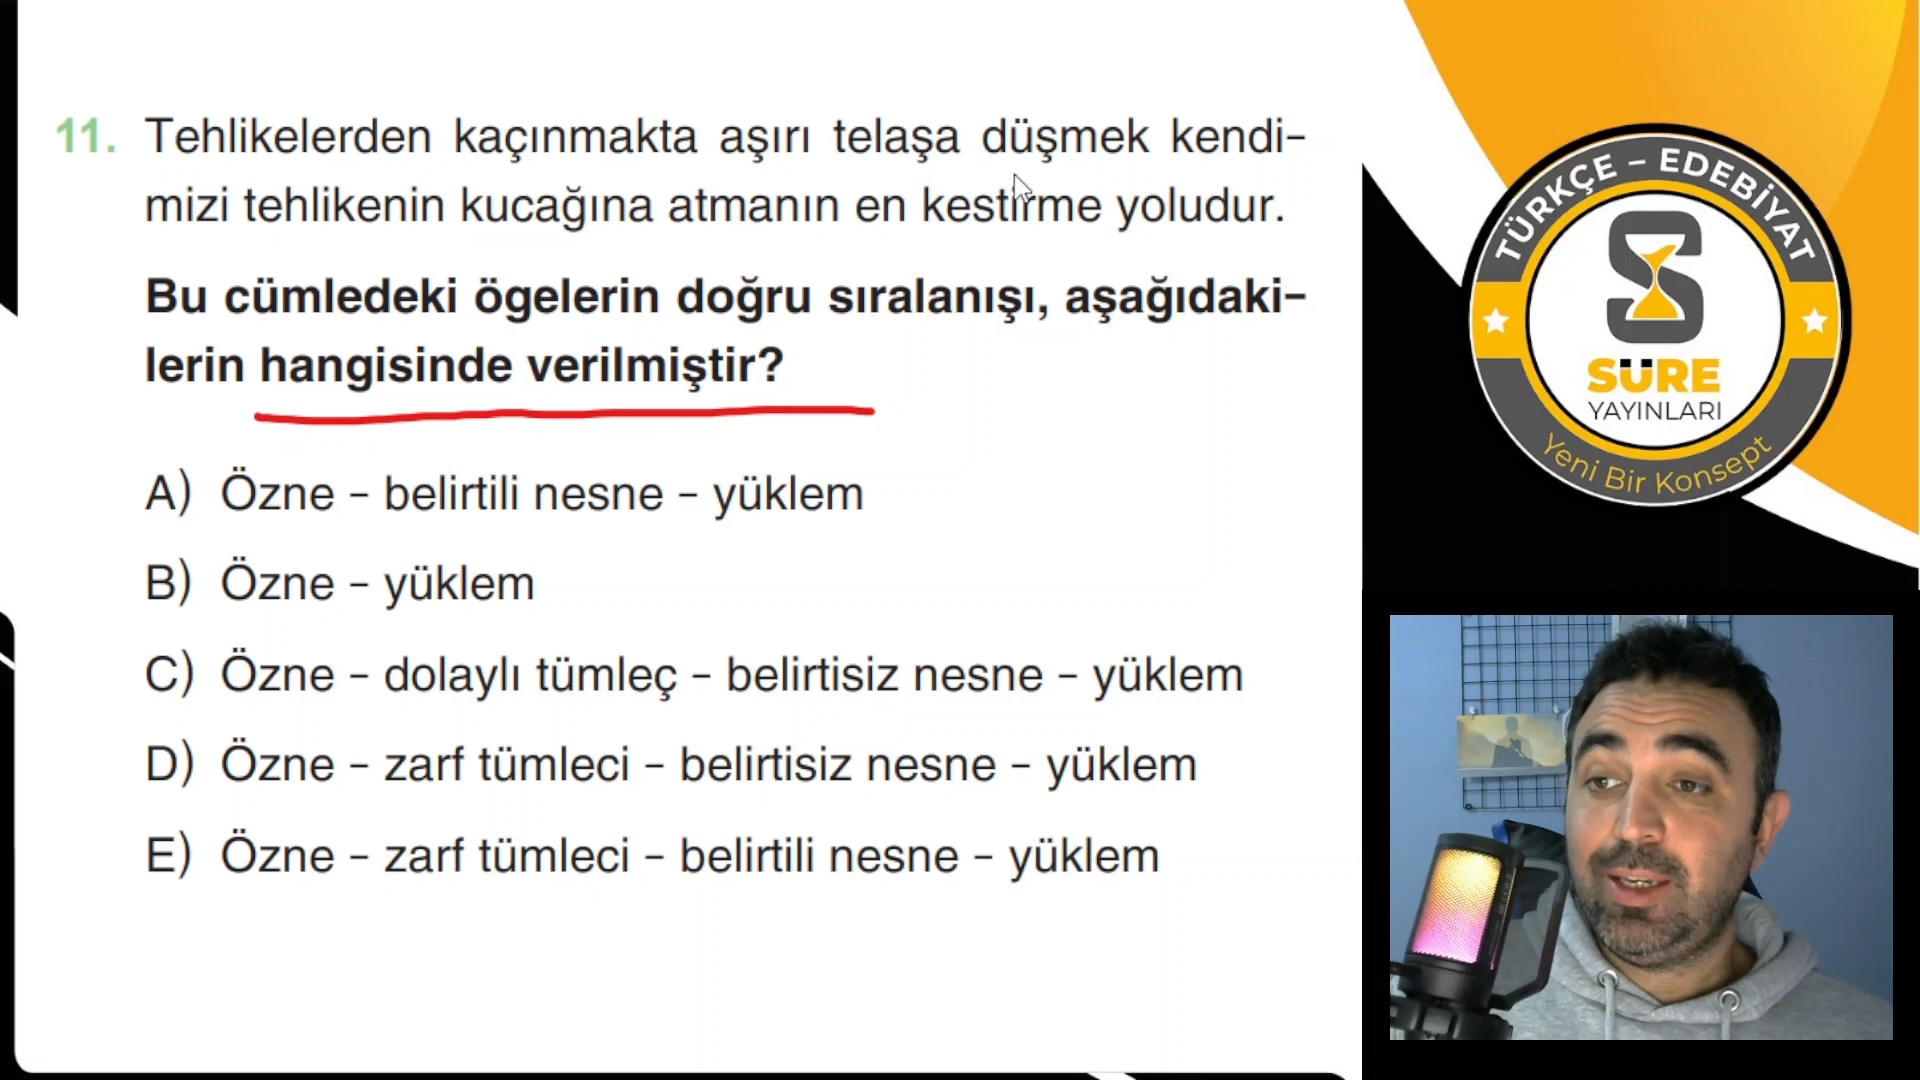 11. Tehlikelerden kaçınmakta aşırı telaşa düşmek kendi-
mizi tehlikenin kucağına atmanın en kestirme yoludur.
Bu cümledeki ögelerin doğru sıralanışı, aşağıdaki-
lerin hangisinde verilmiştir?
A) Özne - belirtili nesne - yüklem
B) Özne - yüklem
C) Özne - dolaylı tümleç - belirtisiz nesne - yüklem
D) Özne - zarf tümleci - belirtisiz nesne - yüklem
E) Özne - zarf tümleci - belirtili nesne - yüklem
TÜRKÇE - EDEBİYAT
S
SÜRE
YAYINLARI
Yeni Bir Konsept